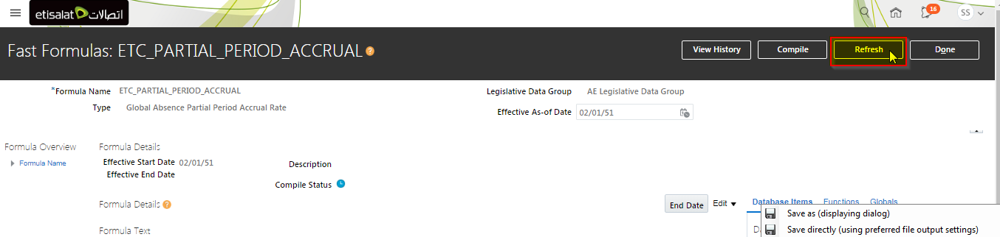 etisalat اتصالات
16
SS
Fast Formulas: ETC_PARTIAL_PERIOD_ACCRUAL ?
View History Compile Refresh Done
*Formula Name ETC_PARTIAL_PERIOD_ACCRUAL
Legislative Data Group AE Legislative Data Group
Type Global Absence Partial Period Accrual Rate
Effective As-of Date 02/01/51
Formula Overview
Formula Name
Formula Details
Effective Start Date 02/01/51
Effective End Date
Description
Compile Status
Formula Details ?
End Date Edit
Database Items Functions Globals
Formula Text
Save as (displaying dialog)
Save directly (using preferred file output settings)